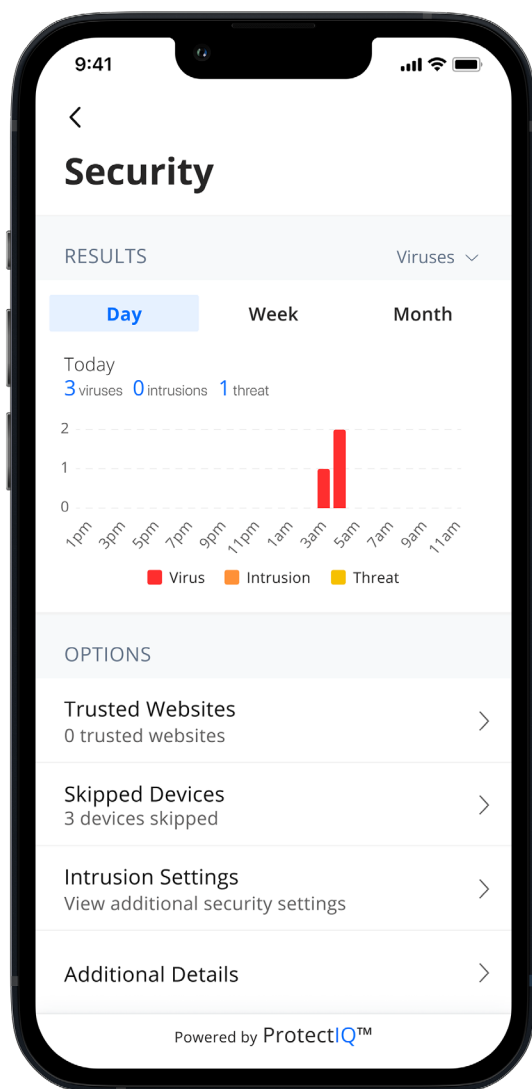 9:41
Security
RESULTS
Viruses
Day Week Month
Today
3 viruses 0 intrusions 1 threat
2
1
0
1pm 3pm 5pm 7pm 9pm 11pm 1am 3am 5am 7am 9am 11am
Virus Intrusion Threat
OPTIONS
Trusted Websites
0 trusted websites
Skipped Devices
3 devices skipped
Intrusion Settings
View additional security settings
Additional Details
Powered by ProtectIQ™